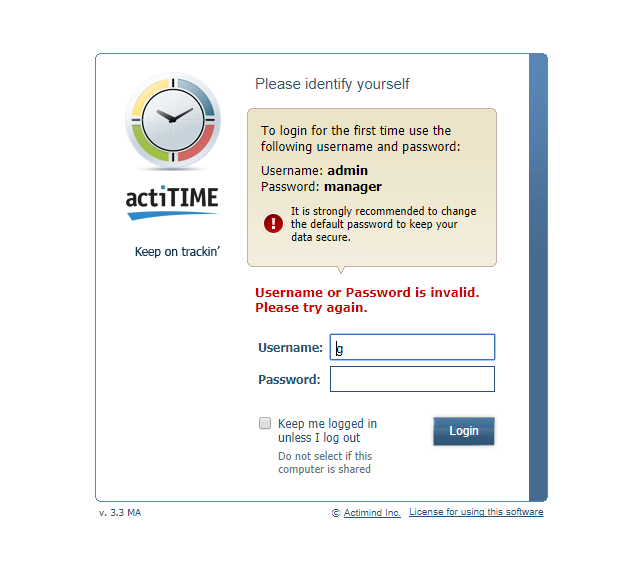 Please identify yourself
To login for the first time use the
following username and password:
Username: admin
Password: manager
It is strongly recommended to change
the default password to keep your
data secure.
actiTIME
Keep on trackin’
Username or Password is invalid.
Please try again.
Username: g
Password:
Keep me logged in
unless I log out
Login
Do not select if this
computer is shared
v. 3.3 MA
© Actimind Inc. License for using this software